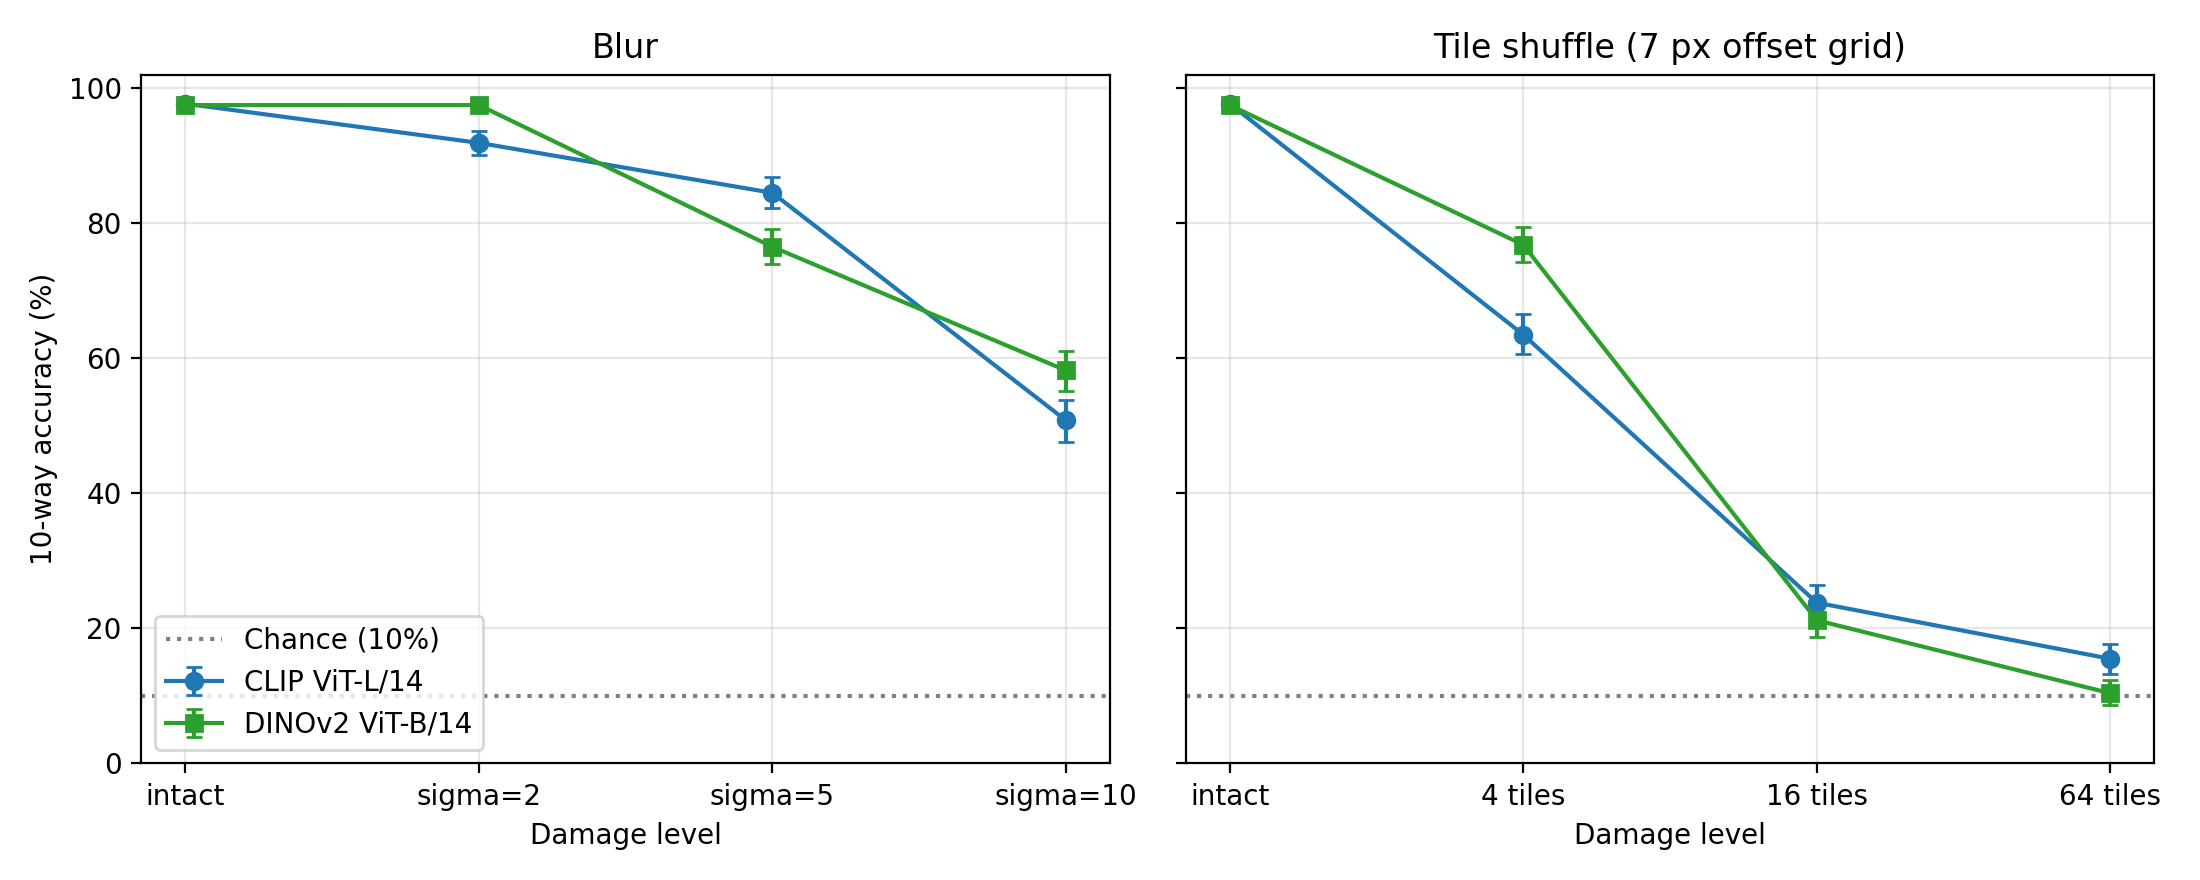 Blur
Tile shuffle (7 px offset grid)
10-way accuracy (%)
100
80
60
40
20
0
Chance (10%)
CLIP ViT-L/14
DINOv2 ViT-B/14
intact
sigma=2
sigma=5
sigma=10
Damage level
intact
4 tiles
16 tiles
64 tiles
Damage level